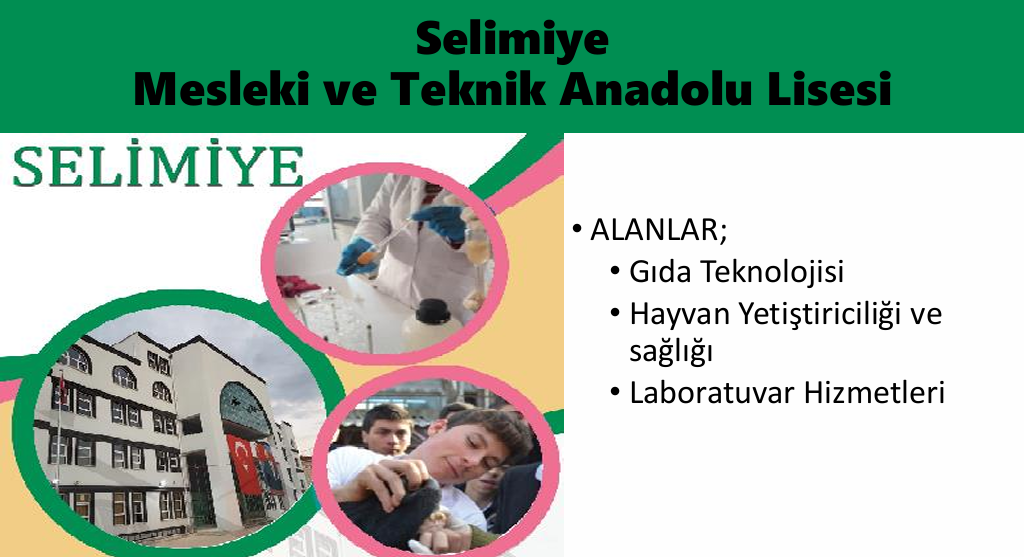 Selimiye
Mesleki ve Teknik Anadolu Lisesi
SELİMİYE
• ALANLAR;
• Gıda Teknolojisi
• Hayvan Yetiştiriciliği ve
sağlığı
• Laboratuvar Hizmetleri